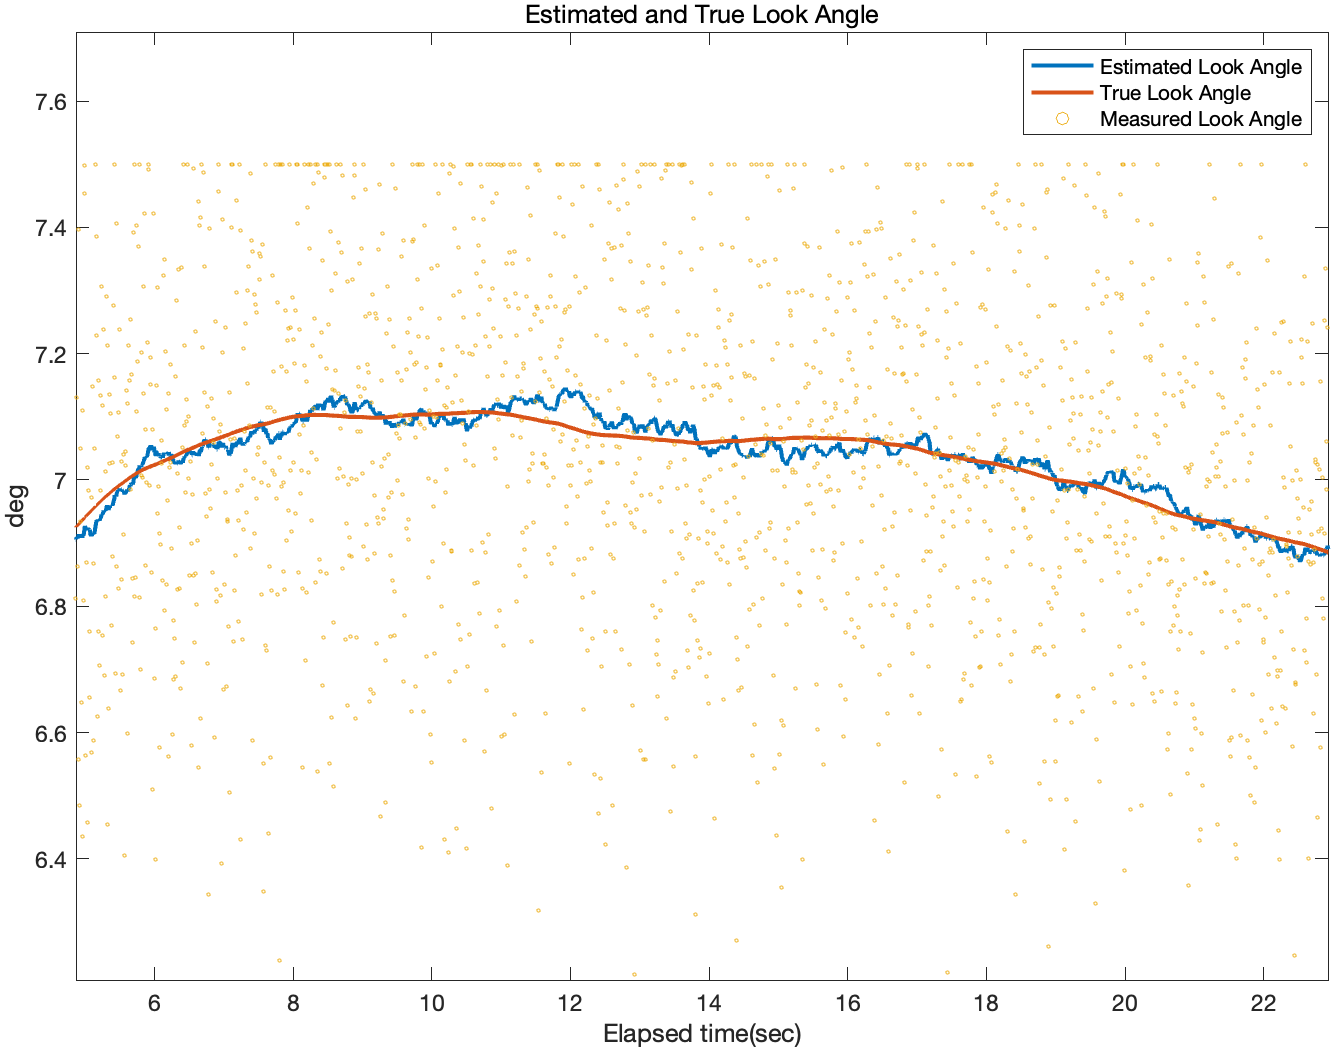 Estimated and True Look Angle
Estimated Look Angle
True Look Angle
Measured Look Angle
7.6
7.4
7.2
7
6.8
6.6
6.4
deg
6 8 10 12 14 16 18 20 22
Elapsed time(sec)